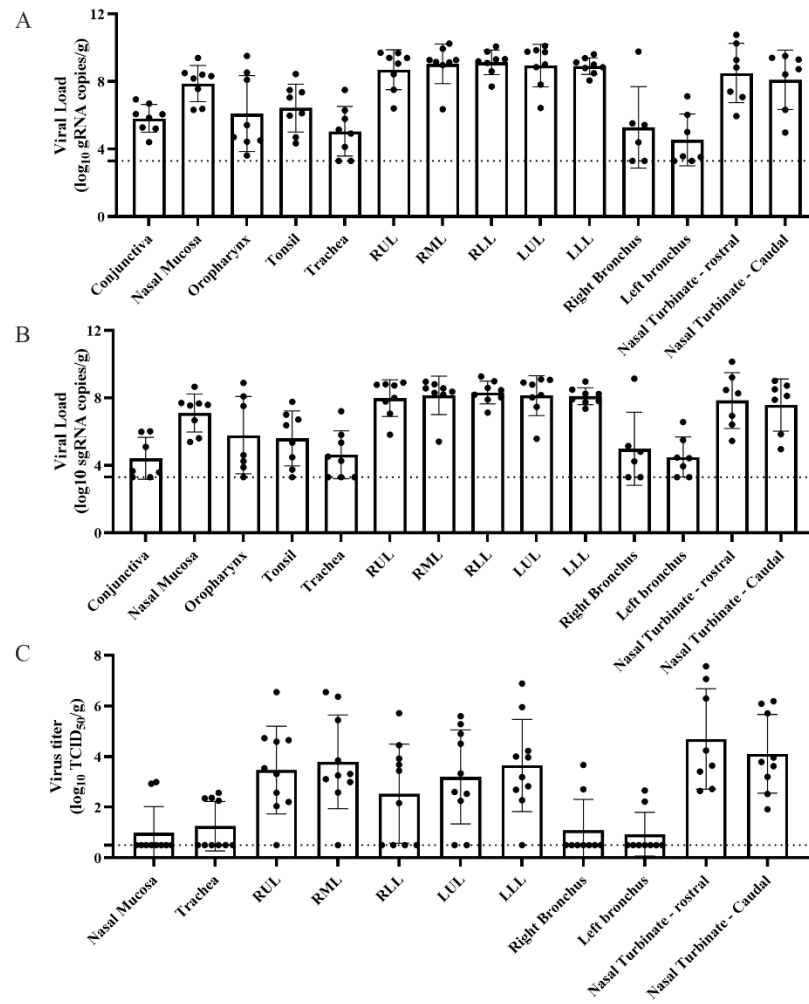 A
Viral Load
(log₁₀ gRNA copies/g)
12
8
4
0
Conjunctiva
Nasal Mucosa
Oropharynx
Tonsil
Trachea
RUL
RML
RLL
LUL
LLL
Right Bronchus
Left bronchus
Nasal Turbinate - rostral
Nasal Turbinate - Caudal
B
Viral Load
(log10 sgRNA copies/g)
12
8
4
0
Conjunctiva
Nasal Mucosa
Oropharynx
Tonsil
Trachea
RUL
RML
RLL
LUL
LLL
Right Bronchus
Left bronchus
Nasal Turbinate - rostral
Nasal Turbinate - Caudal
C
Virus titer
(log₁₀ TCID₅₀/g)
8
6
4
2
0
Nasal Mucosa
Trachea
RUL
RML
RLL
LUL
LLL
Right Bronchus
Left bronchus
Nasal Turbinate - rostral
Nasal Turbinate - Caudal